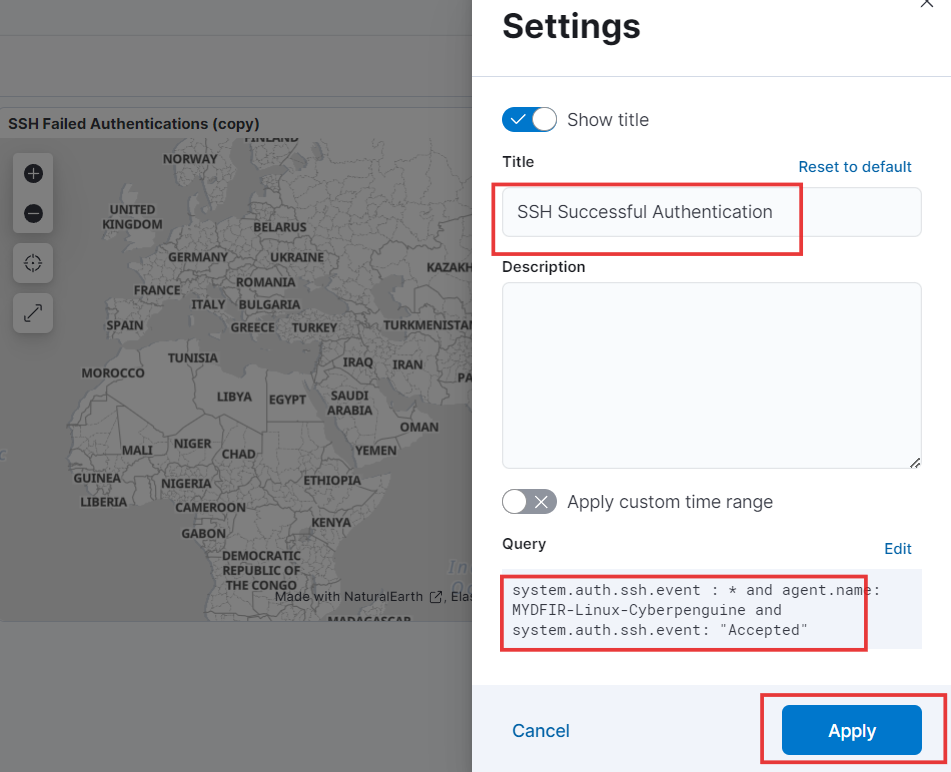 Settings
SSH Failed Authentications (copy)
Show title
Title
Reset to default
SSH Successful Authentication
Description
Apply custom time range
Query
Edit
system.auth.ssh.event : * and agent.name:
MYDFIR-Linux-Cyberpenguine and
system.auth.ssh.event: "Accepted"
Cancel
Apply
FINLAND
NORWAY
UNITED
KINGDOM
BELARUS
GERMANY
UKRAINE
KAZAKH
FRANCE
ROMANIA
ITALY
BULGARIA
SPAIN
GREECE
TURKEY
TURKMENISTAN
TUNISIA
MOROCCO
IRAQ
IRAN
PA
LIBYA
EGYPT
SAUDI
ARABIA
OMAN
MALI
NIGER
CHAD
YEMEN
GUINEA
NIGERIA
ETHIOPIA
LIBERIA
CAMEROON
GABON
KENYA
DEMOCRATIC
REPUBLIC OF
THE CONGO
In
Made with NaturalEarth , Elas
MADAGASCAR